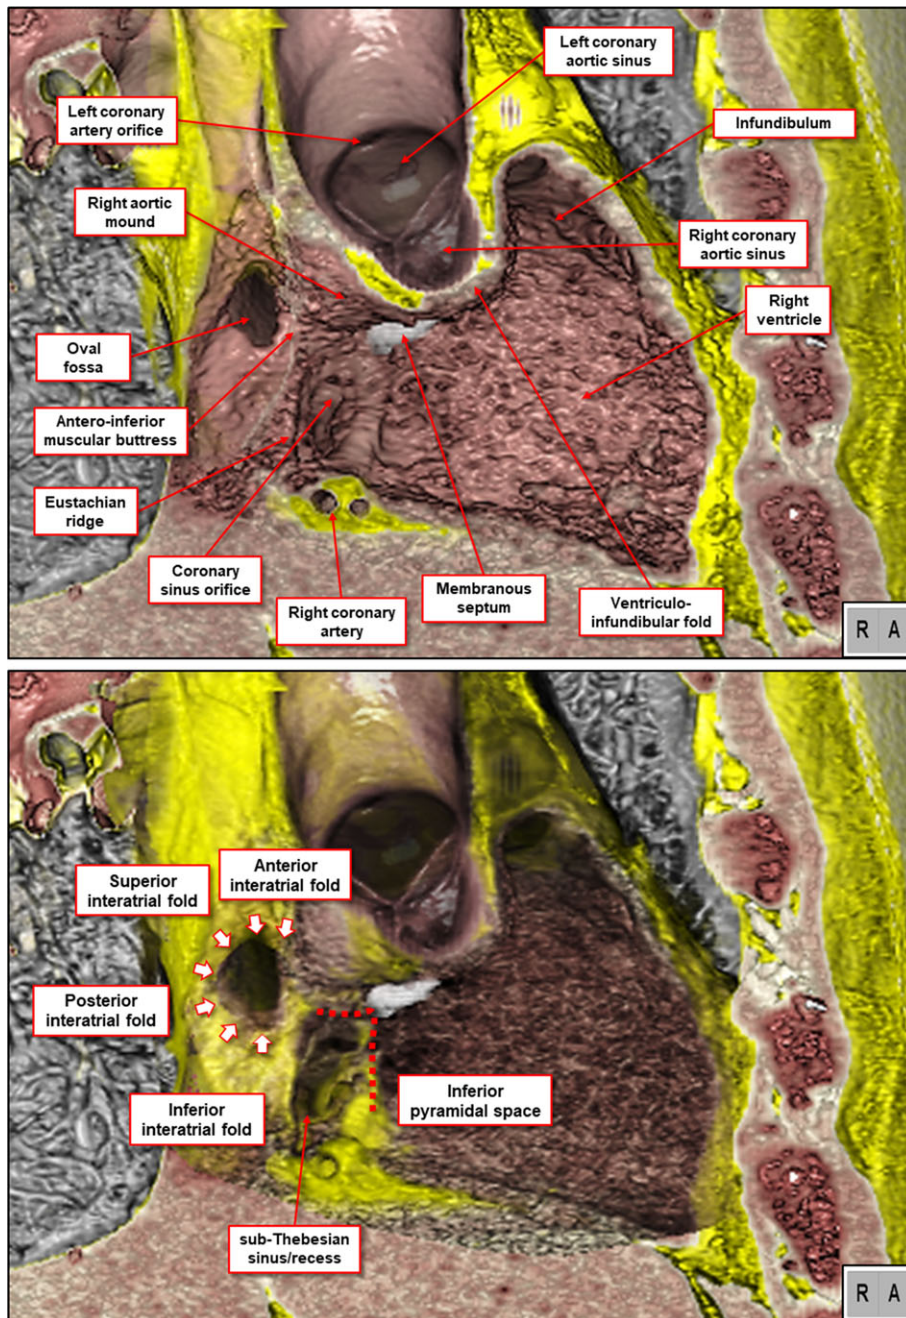 Left coronary
aortic sinus
Left coronary
artery orifice
Infundibulum
Right aortic
mound
Right coronary
aortic sinus
Right
ventricle
Oval
fossa
Antero-inferior
muscular buttress
Eustachian
ridge
Coronary
sinus orifice
Right coronary
artery
Membranous
septum
Ventriculo-
infundibular fold
R A
Anterior
interatrial fold
Superior
interatrial fold
Posterior
interatrial fold
Inferior
interatrial fold
Inferior
pyramidal space
sub-Thebesian
sinus/recess
R A